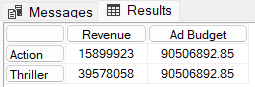 Messages Results
Revenue Ad Budget
Action 15899923 90506892.85
Thriller 39578058 90506892.85